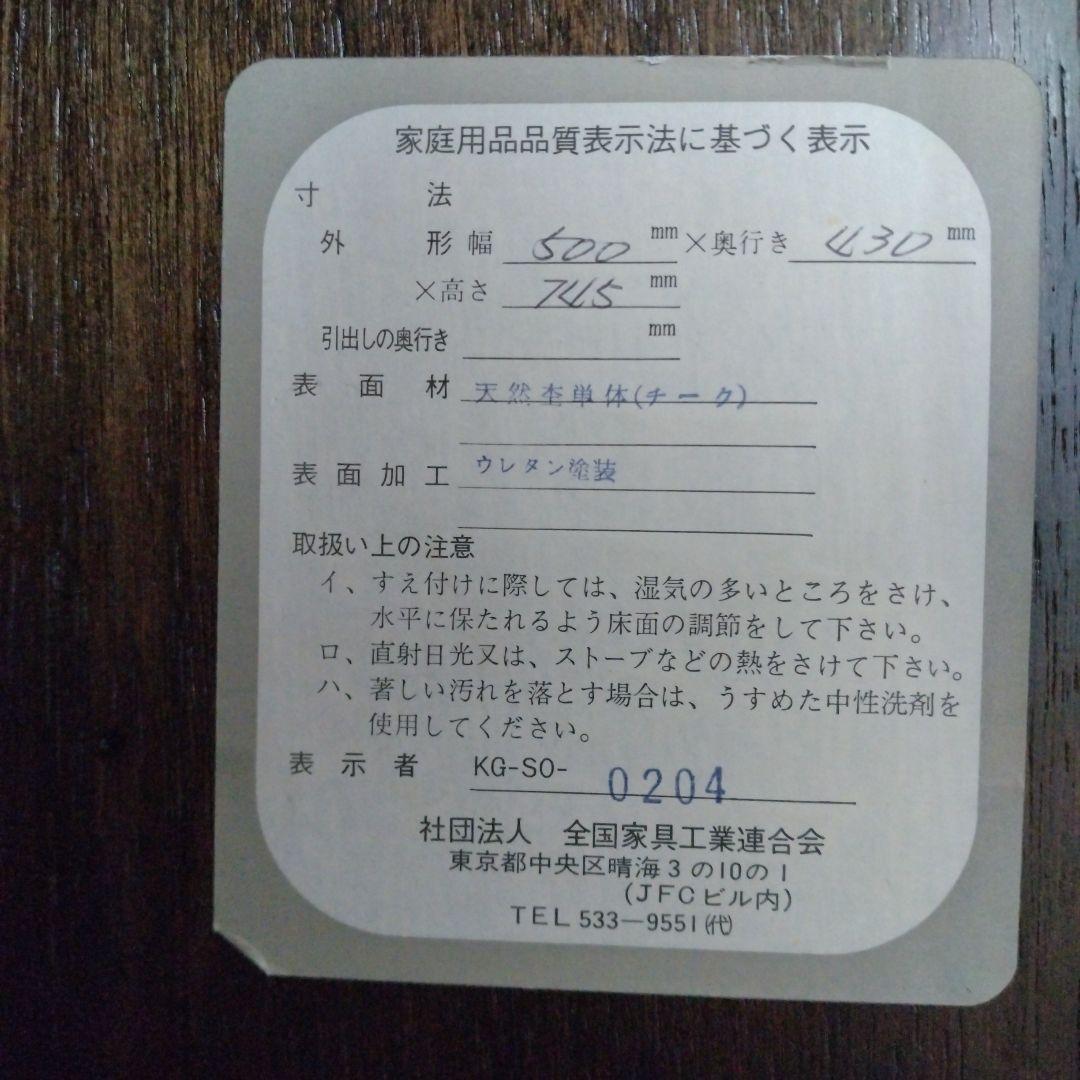 家庭用品品質表示法に基づく表示
寸法
外形 幅 500 mm ×奥行き 430 mm
×高さ 745 mm
引出しの奥行き mm
表面材 天然杢単体(チーク)
表面加工 ウレタン塗装
取扱い上の注意
イ、すえ付けに際しては、湿気の多いところをさけ、
水平に保たれるよう床面の調節をして下さい。
ロ、直射日光又は、ストーブなどの熱をさけて下さい。
ハ、著しい汚れを落とす場合は、うすめた中性洗剤を
使用してください。
表示者 KG-SO-0204
社団法人 全国家具工業連合会
東京都中央区晴海3の10の1
(JFCビル内)
TEL 533―9551(代)